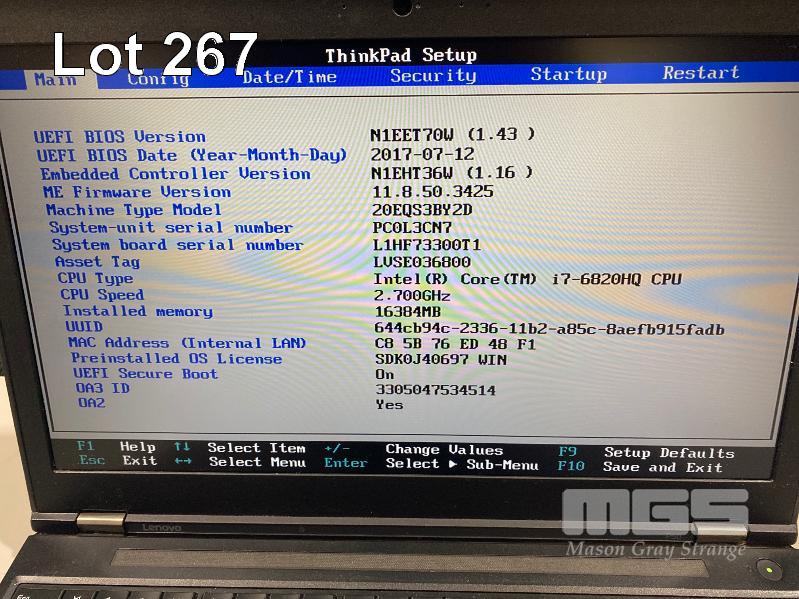 Lot 267
ThinkPad Setup
Main Config Date/Time Security Startup Restart
UEFI BIOS Version N1EET70W (1.43 )
UEFI BIOS Date (Year-Month-Day) 2017-07-12
Embedded Controller Version N1EHT36W (1.16 )
ME Firmware Version 11.8.50.3425
Machine Type Model 20EQS3BY2D
System-unit serial number PC0L3CN7
System board serial number L1HF73300T1
Asset Tag LVSE036800
CPU Type Intel(R) Core(TM) i7-6820HQ CPU
CPU Speed 2.700GHz
Installed memory 16384MB
UUID 644cb94c-2336-11b2-a85c-8aefb915fadb
MAC Address (Internal LAN) C8 5B 76 ED 48 F1
Preinstalled OS License SDK0J40697 WIN
UEFI Secure Boot On
OA3 ID 3305047534514
OA2 Yes
F1 Help ↑↓ Select Item +/- Change Values F9 Setup Defaults
Esc Exit ←→ Select Menu Enter Select ▶ Sub-Menu F10 Save and Exit
Lenovo
MGS
Mason Gray Strange
Esc